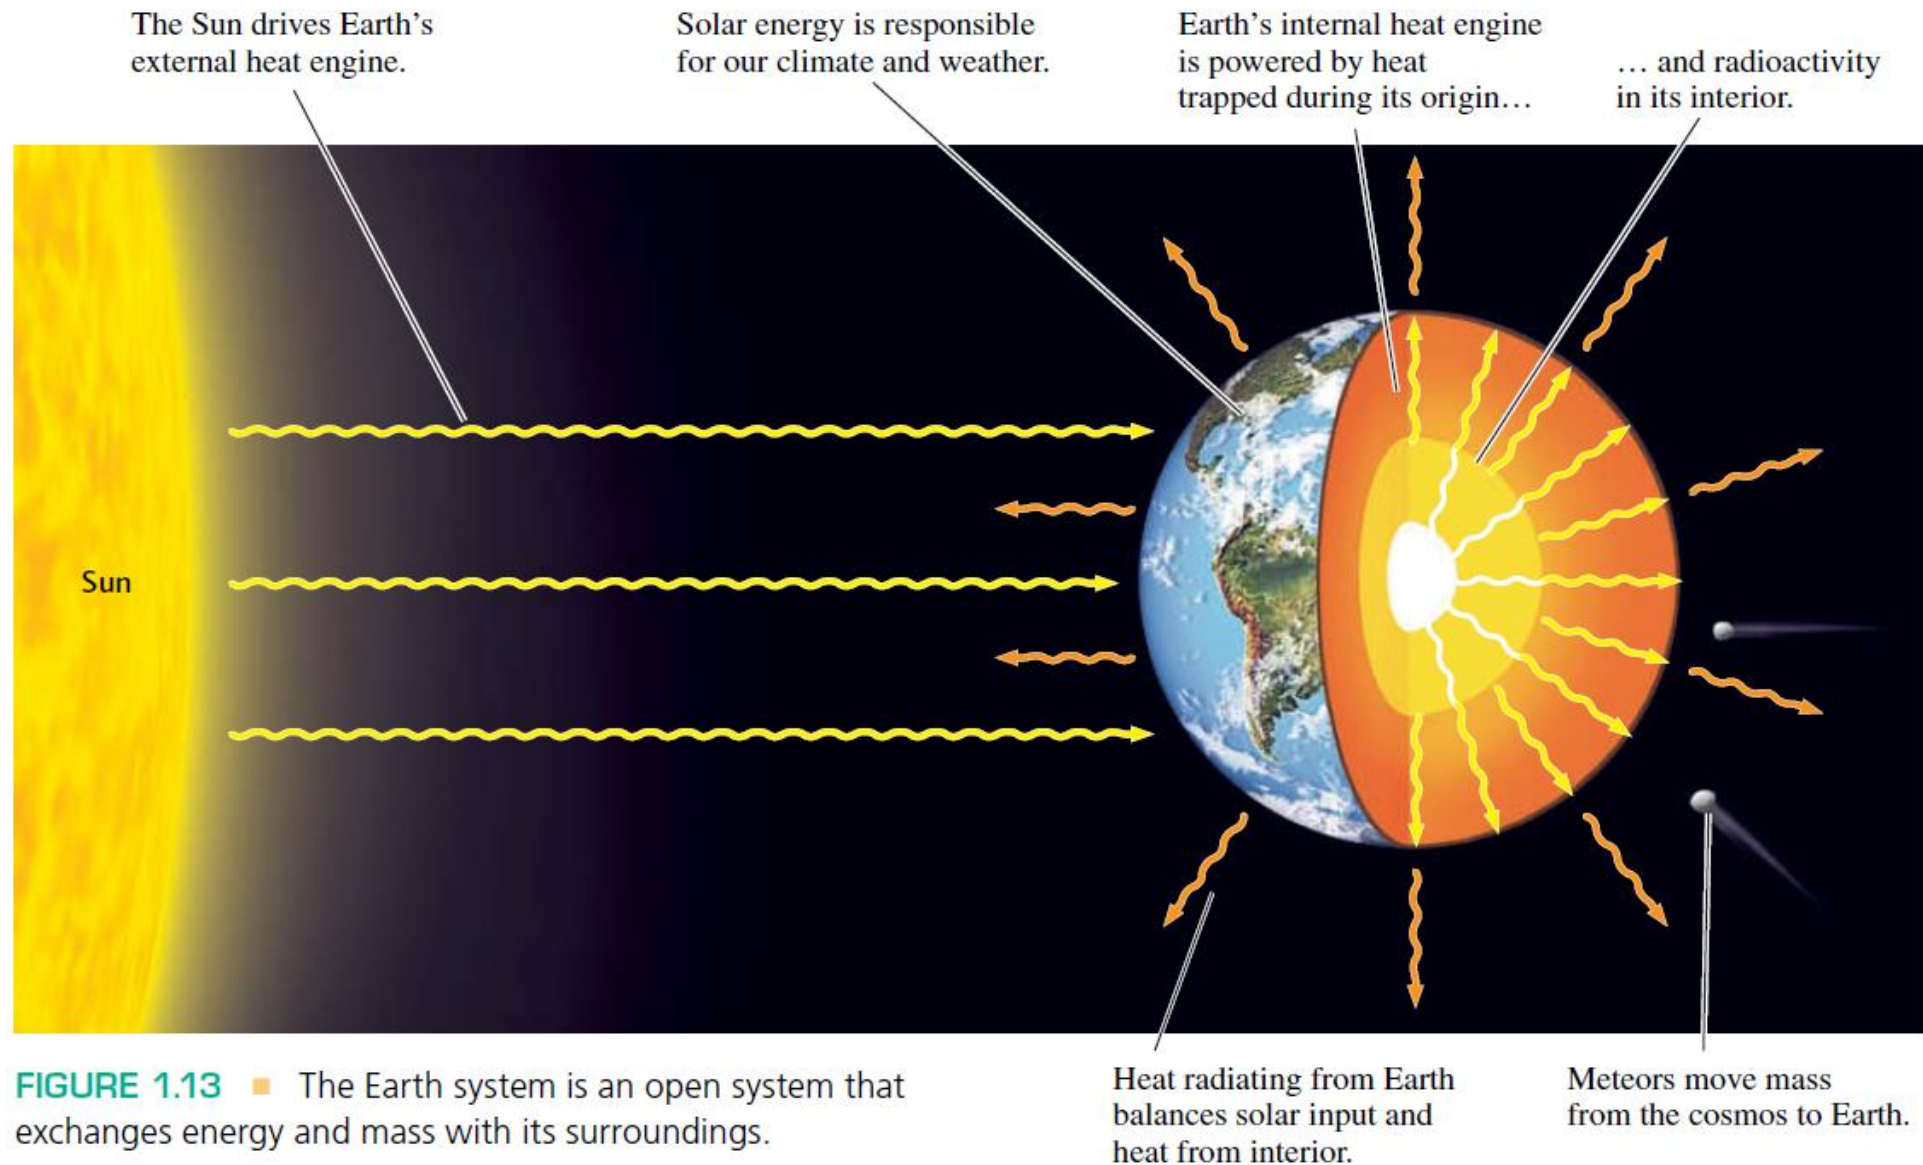 The Sun drives Earth's
external heat engine.
Solar energy is responsible
for our climate and weather.
Earth's internal heat engine
is powered by heat
trapped during its origin…
… and radioactivity
in its interior.
Sun
Heat radiating from Earth
balances solar input and
heat from interior.
Meteors move mass
from the cosmos to Earth.
FIGURE 1.13 ■ The Earth system is an open system that
exchanges energy and mass with its surroundings.